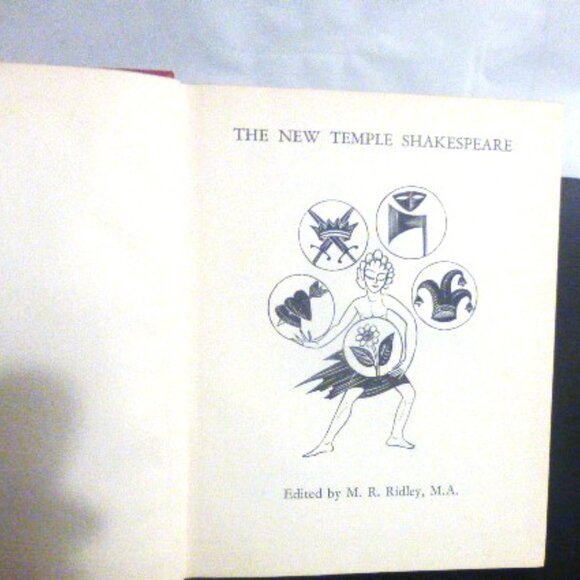 THE NEW TEMPLE SHAKESPEARE
Edited by M. R. Ridley, M.A.